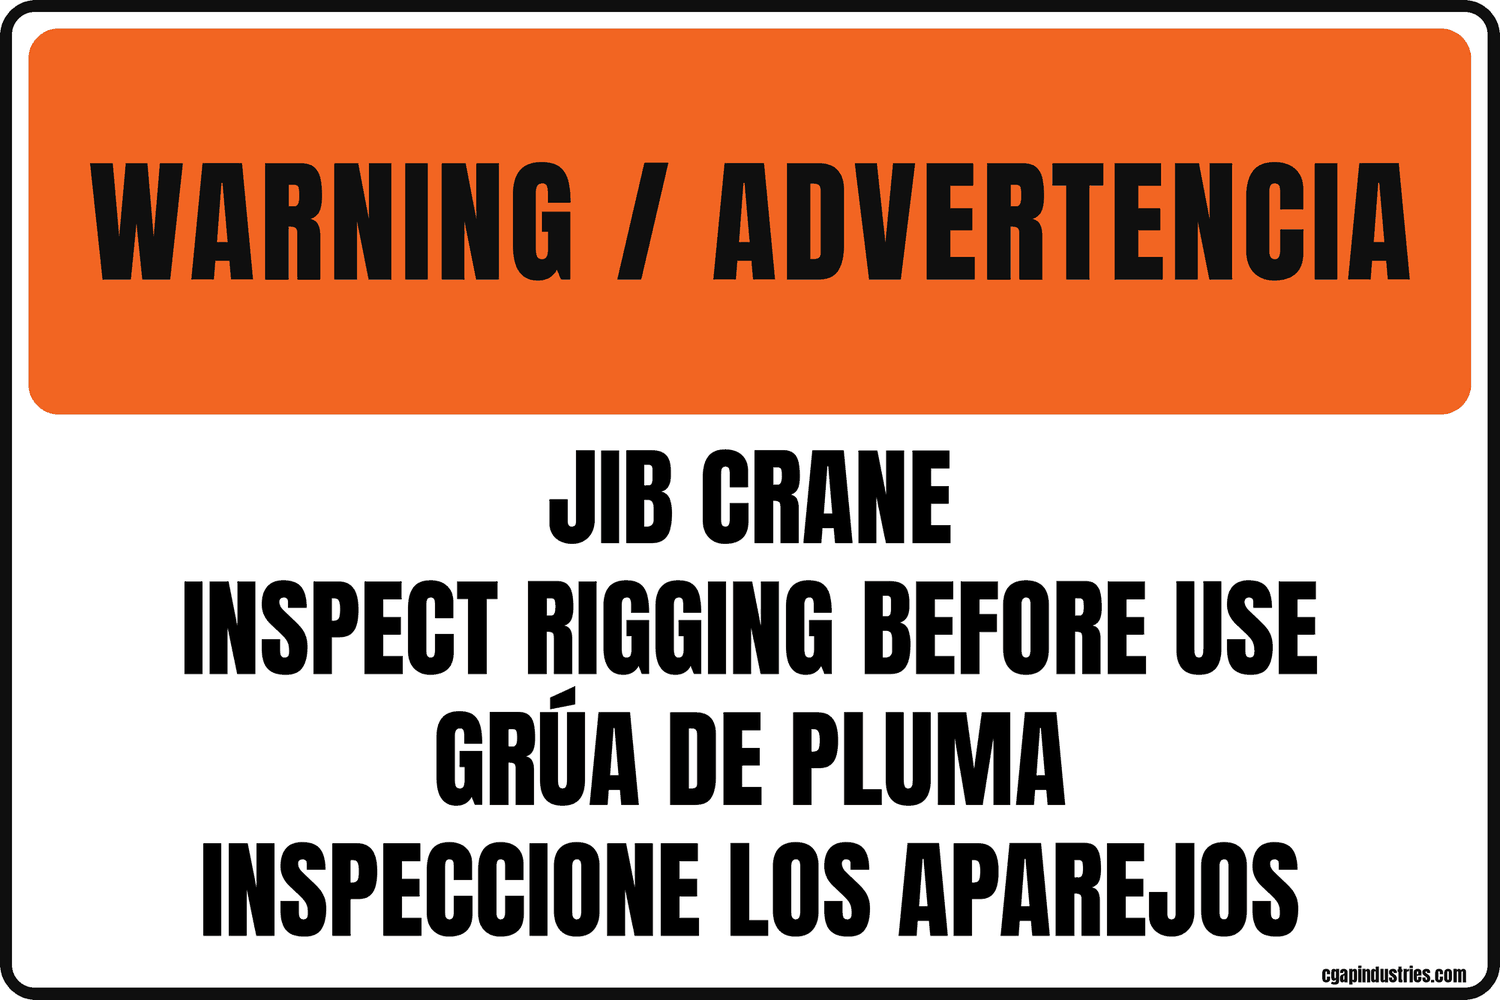 WARNING / ADVERTENCIA
JIB CRANE
INSPECT RIGGING BEFORE USE
GRÚA DE PLUMA
INSPECCIONE LOS APAREJOS
cgapindustries.com